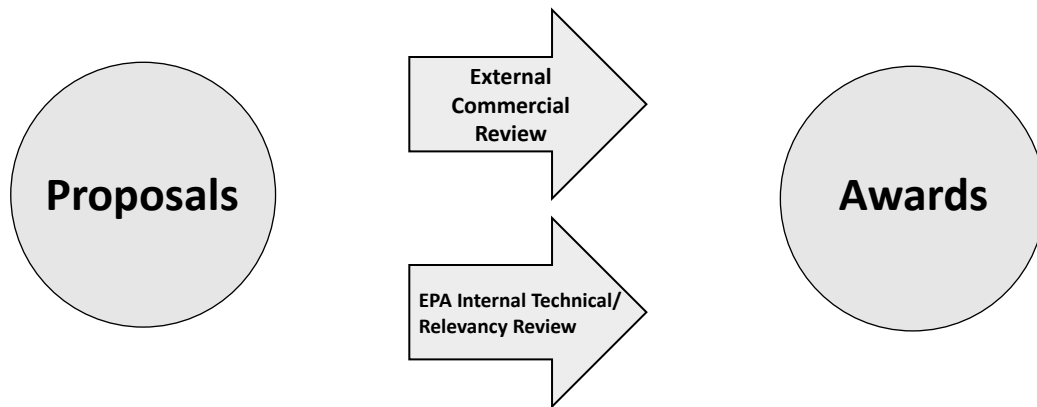 Proposals
External
Commercial
Review
EPA Internal Technical/
Relevancy Review
Awards